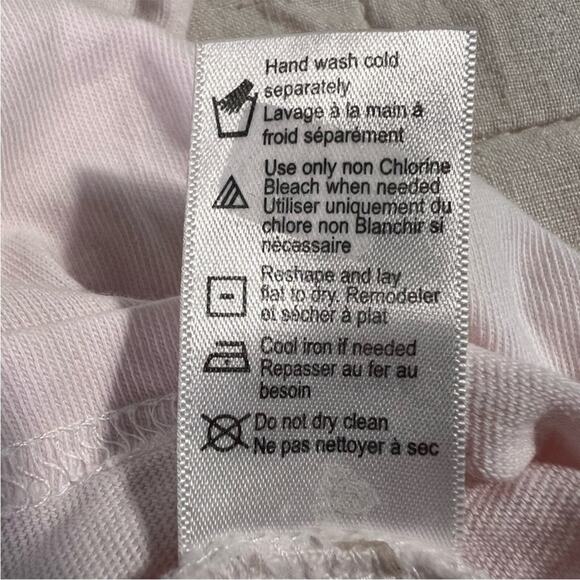 Hand wash cold
separately
Lavage à la main à
froid séparément
Use only non Chlorine
Bleach when needed
Utiliser uniquement du
chlore non Blanchir si
nécessaire
Reshape and lay
flat to dry. Remodeler
et sécher à plat
Cool iron if needed
Repasser au fer au
besoin
Do not dry clean
Ne pas nettoyer à sec